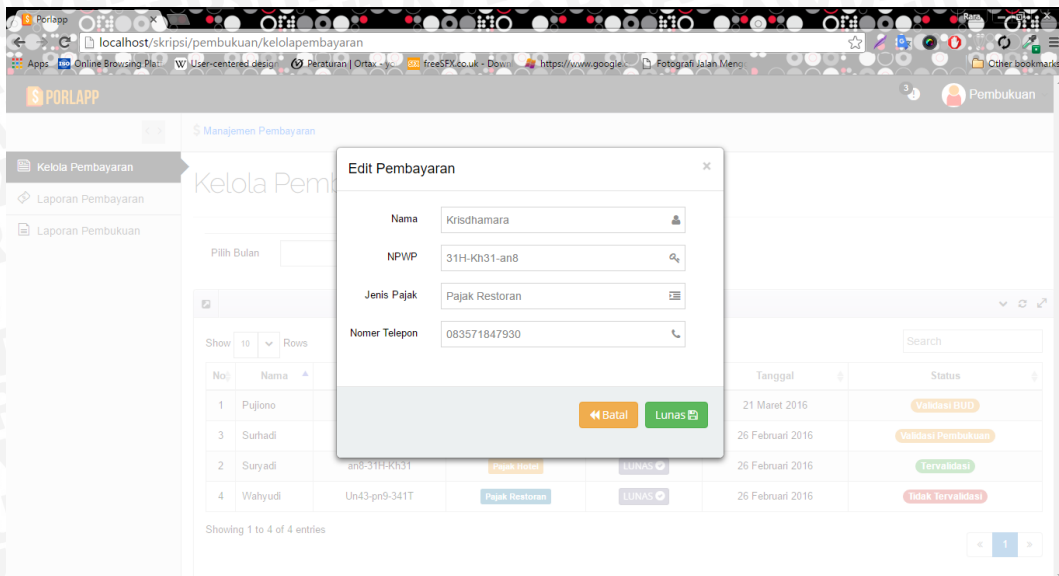 Porlapp
Rara
localhost/skripsi/pembukuan/kelolapembayaran
Apps Online Browsing Plat User-centered desig Peraturan | Ortax - yo freeSFX.co.uk - Down https://www.google.c Fotografi Jalan Meng Other bookmarks
$ PORLAPP
3
Pembukuan
$ Manajemen Pembayaran
Kelola Pembayaran
Laporan Pembayaran
Laporan Pembukuan
Kelola Pem
Pilih Bulan
Edit Pembayaran ×
Nama Krisdhamara
NPWP 31H-Kh31-an8
Jenis Pajak Pajak Restoran
Nomer Telepon 083571847930
Batal Lunas
Show 10 Rows Search
No Nama Tanggal Status
1 Pujiono 21 Maret 2016 Validasi BUD
3 Surhadi 26 Februari 2016 Validasi Pembukuan
2 Suryadi an8-31H-Kh31 Pajak Hotel LUNAS 26 Februari 2016 Tervalidasi
4 Wahyudi Un43-pn9-341T Pajak Restoran LUNAS 26 Februari 2016 Tidak Tervalidasi
Showing 1 to 4 of 4 entries
« 1 »